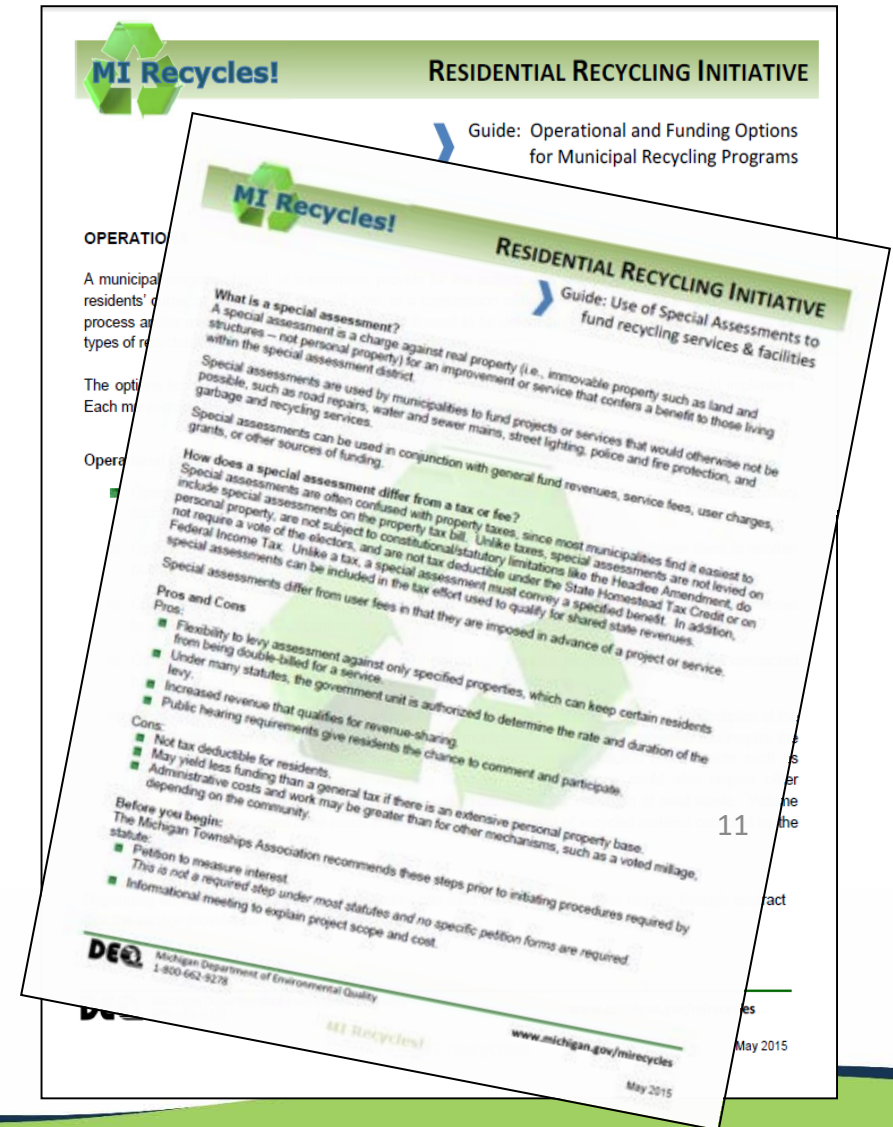 MI Recycles!
RESIDENTIAL RECYCLING INITIATIVE
Guide: Operational and Funding Options
for Municipal Recycling Programs
OPERATIO
A municipal
residents'
process
types of
The
Each
Opera
MI Recycles!
RESIDENTIAL RECYCLING INITIATIVE
Guide: Use of Special Assessments to
fund recycling services & facilities
What is a special assessment?
A special assessment is a charge against real property (i.e., immovable property such as land and
structures – not personal property) for an improvement or service that confers a benefit to those living
within the special assessment district.
Special assessments are used by municipalities to fund projects or services that would otherwise not be
possible, such as road repairs, water and sewer mains, street lighting, police and fire protection, and
garbage and recycling services.
Special assessments can be used in conjunction with general fund revenues, service fees, user charges,
grants, or other sources of funding.
How does a special assessment differ from a tax or fee?
Special assessments are often confused with property taxes, since most municipalities find it easiest to
include special assessments on the property tax bill. Unlike taxes, special assessments are not levied on
personal property, are not subject to constitutional/statutory limitations like the Headlee Amendment, do
not require a vote of the electors, and are not tax deductible under the State Homestead Tax Credit or on
Federal Income Tax. Unlike a tax, a special assessment must convey a specified benefit. In addition,
special assessments can be included in the tax effort used to qualify for shared state revenues.
Special assessments differ from user fees in that they are imposed in advance of a project or service.
Pros and Cons
Pros:
Flexibility to levy assessment against only specified properties, which can keep certain residents
from being double-billed for a service.
Under many statutes, the government unit is authorized to determine the rate and duration of the
levy.
Increased revenue that qualifies for revenue-sharing.
Public hearing requirements give residents the chance to comment and participate.
Cons:
Not tax deductible for residents.
May yield less funding than a general tax if there is an extensive personal property base.
Administrative costs and work may be greater than for other mechanisms, such as a voted millage,
depending on the community.
Before you begin:
The Michigan Townships Association recommends these steps prior to initiating procedures required by
statute:
Petition to measure interest.
This is not a required step under most statutes and no specific petition forms are required.
Informational meeting to explain project scope and cost.
DEQ
Michigan Department of Environmental Quality
1-800-662-9278
MI Recycles!
www.michigan.gov/mirecycles
May 2015
11
the
ract
es
May 2015